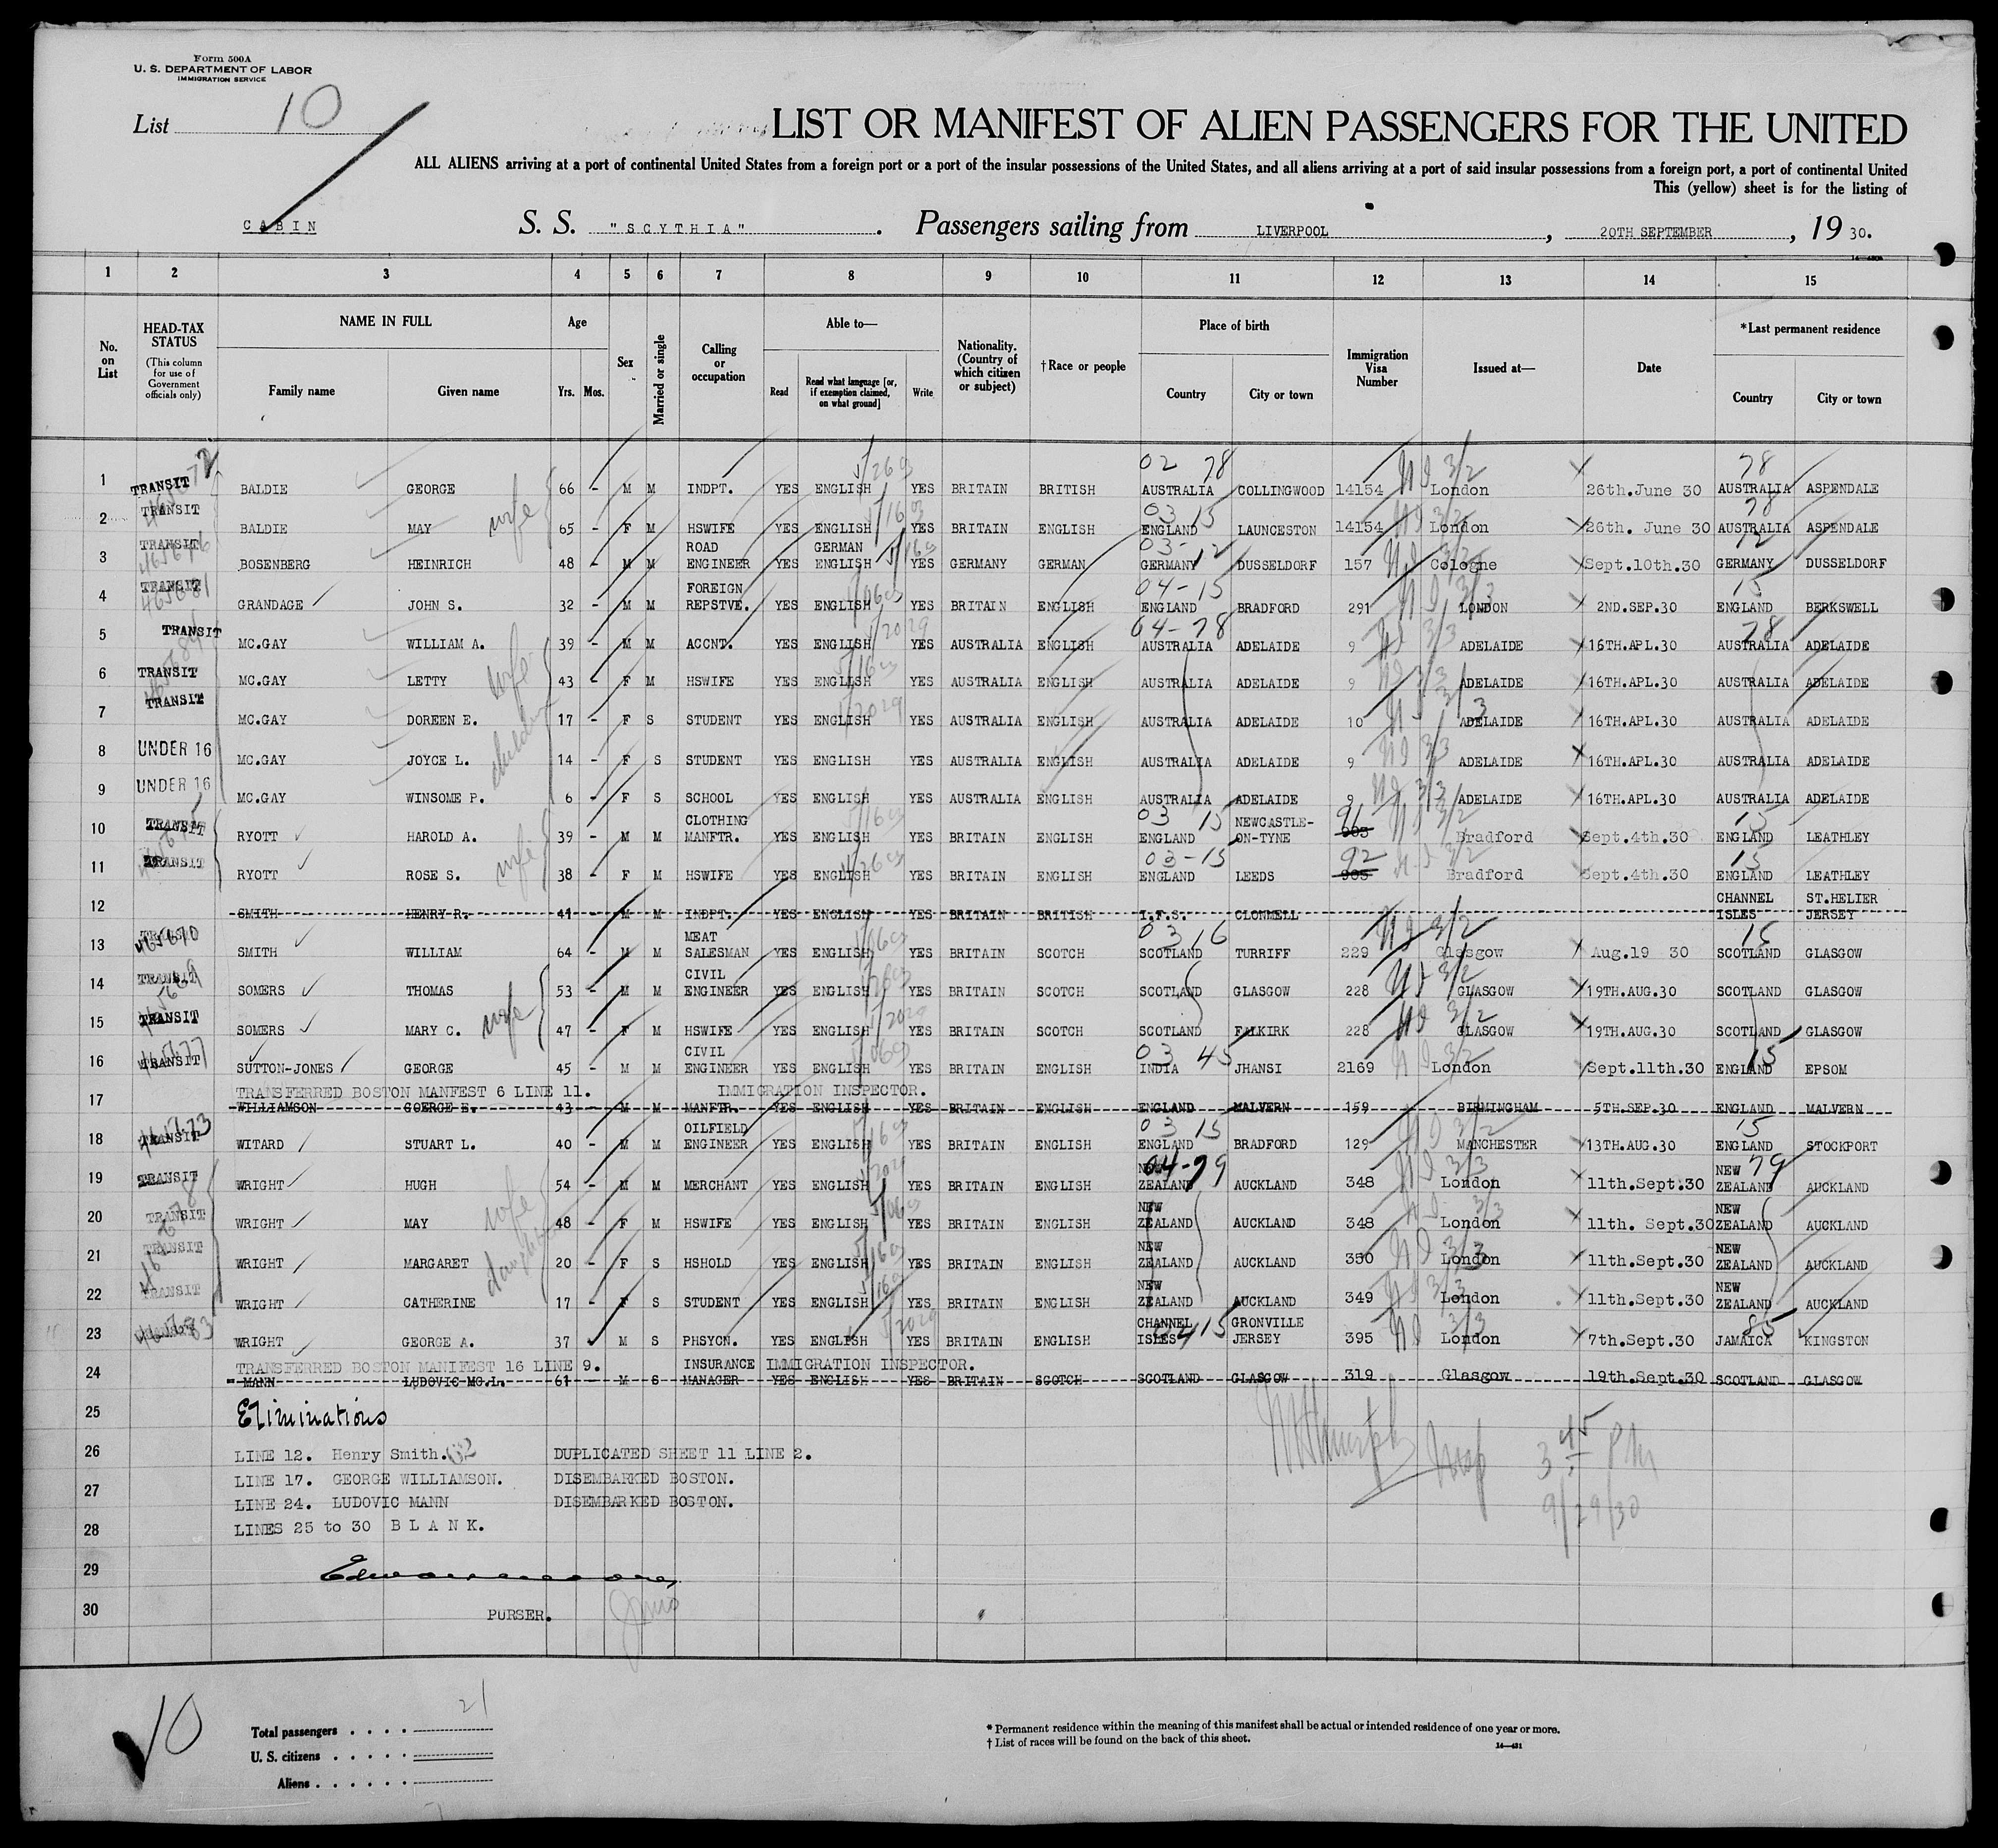 Form 500A
U. S. DEPARTMENT OF LABOR
IMMIGRATION SERVICE
List 10
LIST OR MANIFEST OF ALIEN PASSENGERS FOR THE UNITED
ALL ALIENS arriving at a port of continental United States from a foreign port or a port of the insular possessions of the United States, and all aliens arriving at a port of said insular possessions from a foreign port, a port of continental United
This (yellow) sheet is for the listing of
CABIN S. S. "SCYTHIA". Passengers sailing from LIVERPOOL, 20TH SEPTEMBER, 19 30.
1 2 3 4 5 6 7 8 9 10 11 12 13 14 15
No. on List
HEAD-TAX STATUS (This column for use of Government officials only)
NAME IN FULL Family name Given name
Age Yrs. Mos.
Sex
Married or single
Calling or occupation
Able to— Read Read what language [or, if exemption claimed, on what ground] Write
Nationality. (Country of which citizen or subject)
†Race or people
Place of birth Country City or town
Immigration Visa Number
Issued at—
Date
*Last permanent residence Country City or town
1 TRANSIT BALDIE GEORGE 66 - M M INDPT. YES ENGLISH YES BRITAIN BRITISH AUSTRALIA COLLINGWOOD 14154 London 26th.June 30 AUSTRALIA ASPENDALE
2 TRANSIT BALDIE MAY wife 65 - F M HSWIFE YES ENGLISH YES BRITAIN ENGLISH ENGLAND LAUNCESTON 14154 London 26th. June 30 AUSTRALIA ASPENDALE
3 TRANSIT BOSENBERG HEINRICH 48 - M M ROAD ENGINEER YES GERMAN ENGLISH YES GERMANY GERMAN GERMANY DUSSELDORF 157 Cologne Sept.10th.30 GERMANY DUSSELDORF
4 TRANSIT GRANDAGE JOHN S. 32 - M M FOREIGN REPSTVE. YES ENGLISH YES BRITAIN ENGLISH ENGLAND BRADFORD 291 LONDON 2ND.SEP.30 ENGLAND BERKSWELL
5 TRANSIT MC.GAY WILLIAM A. 39 - M M ACCNT. YES ENGLISH YES AUSTRALIA ENGLISH AUSTRALIA ADELAIDE 9 ADELAIDE 16TH.APL.30 AUSTRALIA ADELAIDE
6 TRANSIT MC.GAY LETTY wife 43 - F M HSWIFE YES ENGLISH YES AUSTRALIA ENGLISH AUSTRALIA ADELAIDE 9 ADELAIDE 16TH.APL.30 AUSTRALIA ADELAIDE
7 TRANSIT MC.GAY DOREEN E. 17 - F S STUDENT YES ENGLISH YES AUSTRALIA ENGLISH AUSTRALIA ADELAIDE 10 ADELAIDE 16TH.APL.30 AUSTRALIA ADELAIDE
8 UNDER 16 MC.GAY JOYCE L. children 14 - F S STUDENT YES ENGLISH YES AUSTRALIA ENGLISH AUSTRALIA ADELAIDE 9 ADELAIDE 16TH.APL.30 AUSTRALIA ADELAIDE
9 UNDER 16 MC.GAY WINSOME P. 6 - F S SCHOOL YES ENGLISH YES AUSTRALIA ENGLISH AUSTRALIA ADELAIDE 9 ADELAIDE 16TH.APL.30 AUSTRALIA ADELAIDE
10 TRANSIT RYOTT HAROLD A. 39 - M M CLOTHING MANFTR. YES ENGLISH YES BRITAIN ENGLISH ENGLAND NEWCASTLE-ON-TYNE 91 Bradford Sept.4th.30 ENGLAND LEATHLEY
11 TRANSIT RYOTT ROSE S. wife 38 - F M HSWIFE YES ENGLISH YES BRITAIN ENGLISH ENGLAND LEEDS 92 Bradford Sept.4th.30 ENGLAND LEATHLEY
12 SMITH HENRY R. 41 - M M INDPT. YES ENGLISH YES BRITAIN BRITISH I.F.S. CLONMELL CHANNEL ISLES ST.HELIER JERSEY
13 TRANSIT SMITH WILLIAM 64 - M M MEAT SALESMAN YES ENGLISH YES BRITAIN SCOTCH SCOTLAND TURRIFF 229 Glasgow Aug.19 30 SCOTLAND GLASGOW
14 TRANSIT SOMERS THOMAS 53 - M M CIVIL ENGINEER YES ENGLISH YES BRITAIN SCOTCH SCOTLAND GLASGOW 228 GLASGOW 19TH.AUG.30 SCOTLAND GLASGOW
15 TRANSIT SOMERS MARY C. wife 47 - F M HSWIFE YES ENGLISH YES BRITAIN SCOTCH SCOTLAND FALKIRK 228 GLASGOW 19TH.AUG.30 SCOTLAND GLASGOW
16 TRANSIT SUTTON-JONES GEORGE 45 - M M CIVIL ENGINEER YES ENGLISH YES BRITAIN ENGLISH INDIA JHANSI 2169 London Sept.11th.30 ENGLAND EPSOM
TRANSFERRED BOSTON MANFEST 6 LINE 11. IMMIGRATION INSPECTOR.
17 WILLIAMSON GOERGE E. 43 - M M MANFTR. YES ENGLISH YES BRITAIN ENGLISH ENGLAND MALVERN 159 BIRMINGHAM 5TH.SEP.30 ENGLAND MALVERN
18 TRANSIT WITARD STUART L. 40 - M M OILFIELD ENGINEER YES ENGLISH YES BRITAIN ENGLISH ENGLAND BRADFORD 129 MANCHESTER 13TH.AUG.30 ENGLAND STOCKPORT
19 TRANSIT WRIGHT HUGH 54 - M M MERCHANT YES ENGLISH YES BRITAIN ENGLISH NEW ZEALAND AUCKLAND 348 London 11th.Sept.30 NEW ZEALAND AUCKLAND
20 TRANSIT WRIGHT MAY wife 48 - F M HSWIFE YES ENGLISH YES BRITAIN ENGLISH NEW ZEALAND AUCKLAND 348 London 11th. Sept.30 NEW ZEALAND AUCKLAND
21 TRANSIT WRIGHT MARGARET 20 - F S HSHOLD YES ENGLISH YES BRITAIN ENGLISH NEW ZEALAND AUCKLAND 350 London 11th.Sept.30 NEW ZEALAND AUCKLAND
22 TRANSIT WRIGHT CATHERINE 17 - F S STUDENT YES ENGLISH YES BRITAIN ENGLISH NEW ZEALAND AUCKLAND 349 London 11th.Sept.30 NEW ZEALAND AUCKLAND
23 WRIGHT GEORGE A. 37 M S PHSYCN. YES ENGLISH YES BRITAIN ENGLISH CHANNEL ISLES GRONVILLE JERSEY 395 London 7th.Sept.30 JAMAICA KINGSTON
TRANSFERRED BOSTON MANIFEST 16 LINE 9. IMMIGRATION INSPECTOR.
24 MANN LUDOVIC MC.L. 61 M S INSURANCE MANAGER YES ENGLISH YES BRITAIN SCOTCH SCOTLAND GLASGOW 319 Glasgow 19th.Sept.30 SCOTLAND GLASGOW
25 Eliminations
26 LINE 12. Henry Smith. DUPLICATED SHEET 11 LINE 2.
LINE 17. GEORGE WILLIAMSON. DISEMBARKED BOSTON.
27 LINE 24. LUDOVIC MANN DISEMBARKED BOSTON.
28 LINES 25 to 30 BLANK.
3 45 PM
9/29/30
29
30 PURSER.
10
Total passengers . . . . 21
U. S. citizens . . . . .
Aliens . . . . . .
* Permanent residence within the meaning of this manifest shall be actual or intended residence of one year or more.
† List of races will be found on the back of this sheet.